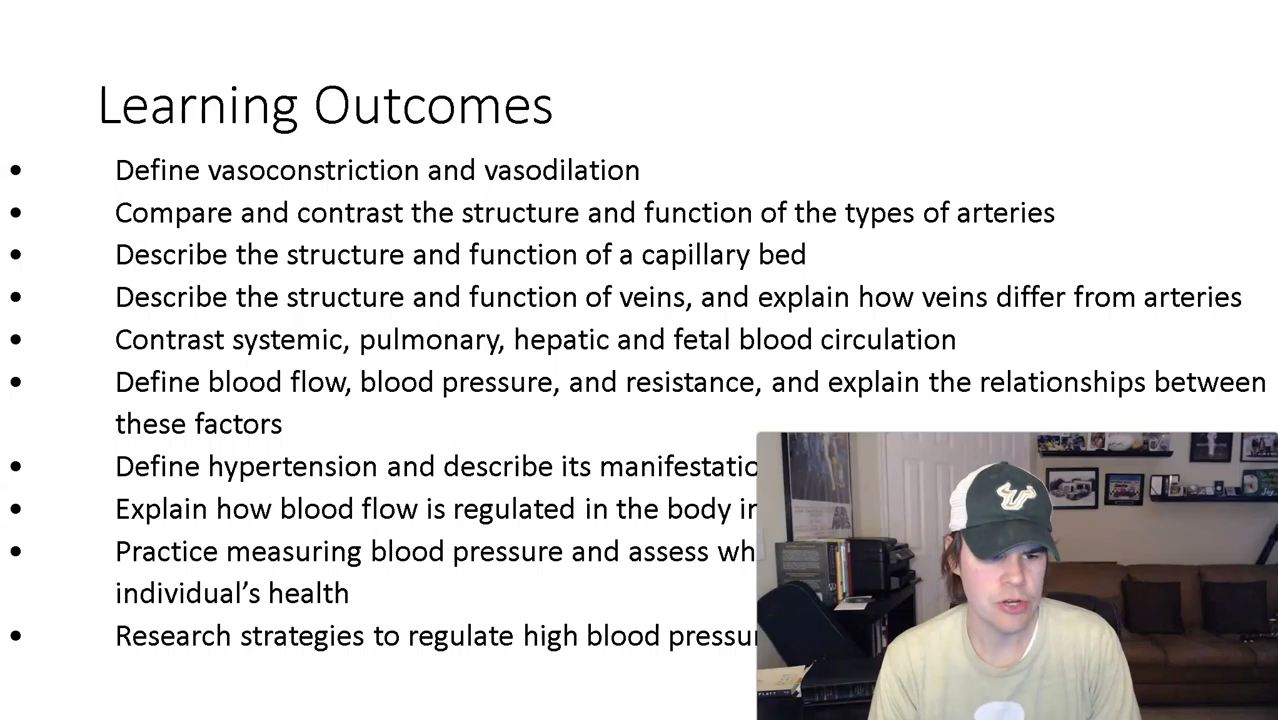 Learning Outcomes
• Define vasoconstriction and vasodilation
• Compare and contrast the structure and function of the types of arteries
• Describe the structure and function of a capillary bed
• Describe the structure and function of veins, and explain how veins differ from arteries
• Contrast systemic, pulmonary, hepatic and fetal blood circulation
• Define blood flow, blood pressure, and resistance, and explain the relationships between
these factors
• Define hypertension and describe its
• Explain how blood flow is regulated in the body
• Practice measuring blood pressure and assess
individual’s health
• Research strategies to regulate high blood